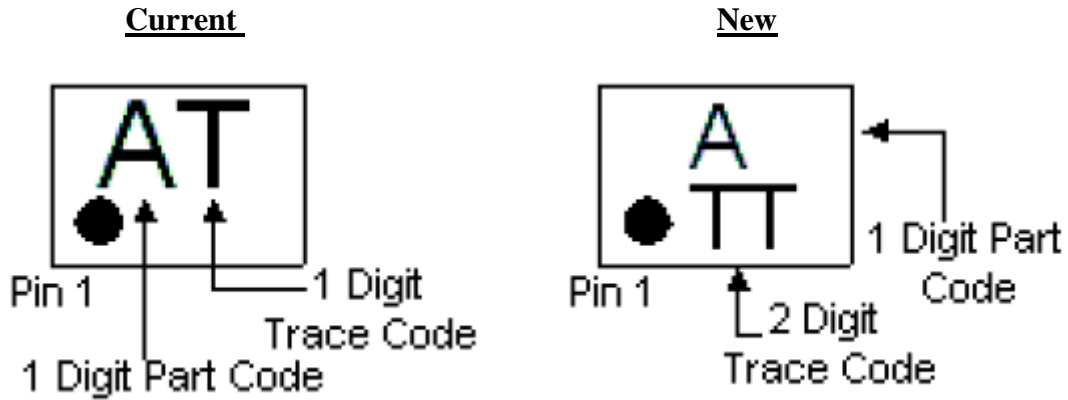 Current
AT
Pin 1
1 Digit
Trace Code
1 Digit Part Code
New
A
TT
Pin 1
1 Digit Part
Code
2 Digit
Trace Code